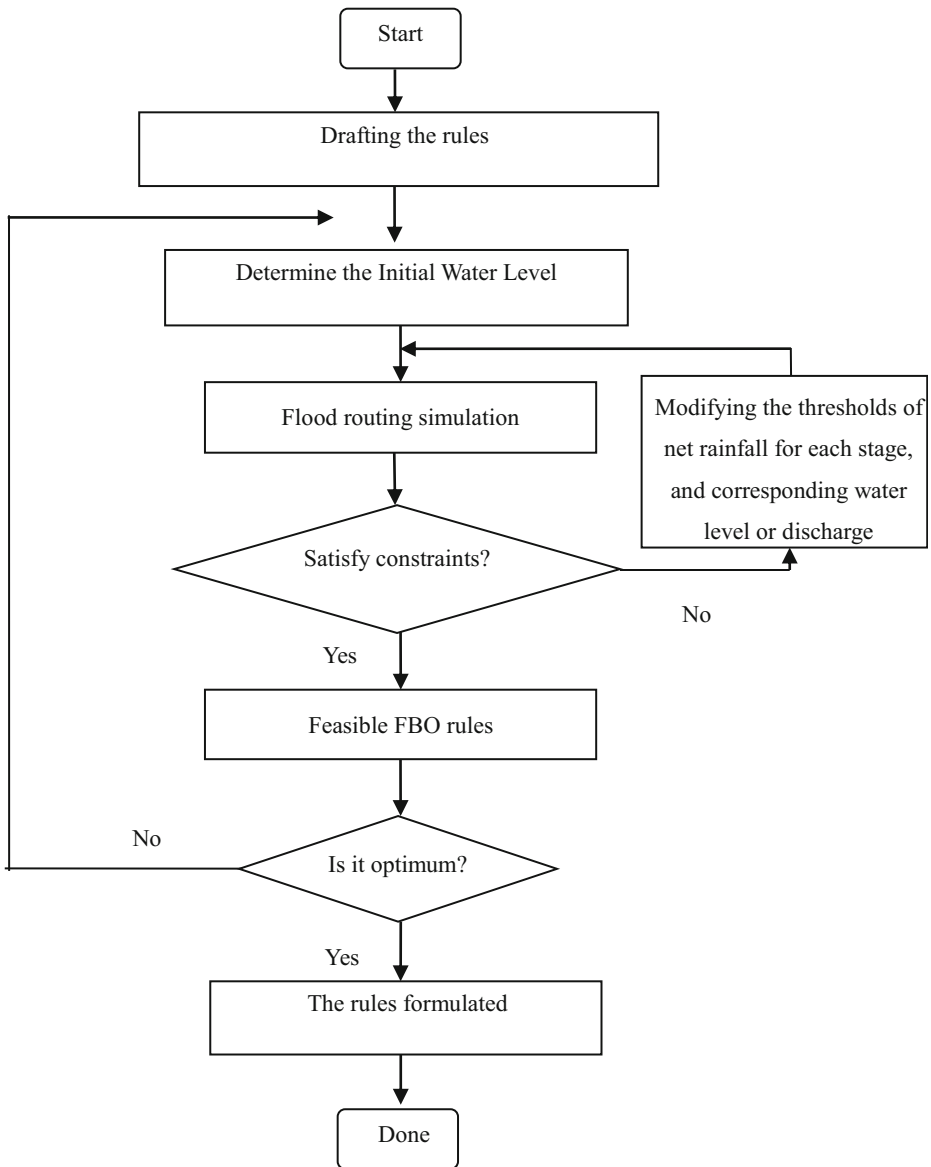 Start
Drafting the rules
Determine the Initial Water Level
Flood routing simulation
Modifying the thresholds of
net rainfall for each stage,
and corresponding water
level or discharge
Satisfy constraints?
No
Yes
Feasible FBO rules
No
Is it optimum?
Yes
The rules formulated
Done